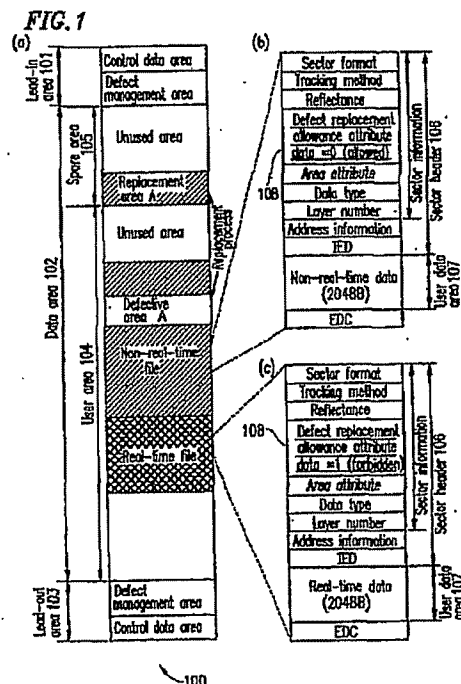 FIG. 1
(a)
Lead-in area 101
Control data area
Defect management area
Data area 102
Spare area 105
Unused area
Replacement area A
Replacement process
User area 104
Unused area
Defective area A
Non-real-time file
Real-time file
Lead-out area 103
Defect management area
Control data area
100
(b)
Sector format
Tracking method
Reflectance
Defect replacement
allowance attribute
data =0 (allowed)
108
Area attribute
Data type
Layer number
Address information
IED
Non-real-time data
(2048B)
EDC
Sector information
Sector header 106
User data area 107
(c)
Sector format
Tracking method
Reflectance
Defect replacement
allowance attribute
data =1 (forbidden)
108
Area attribute
Data type
Layer number
Address information
IED
Real-time data
(2048B)
EDC
Sector information
Sector header 106
User data area 107